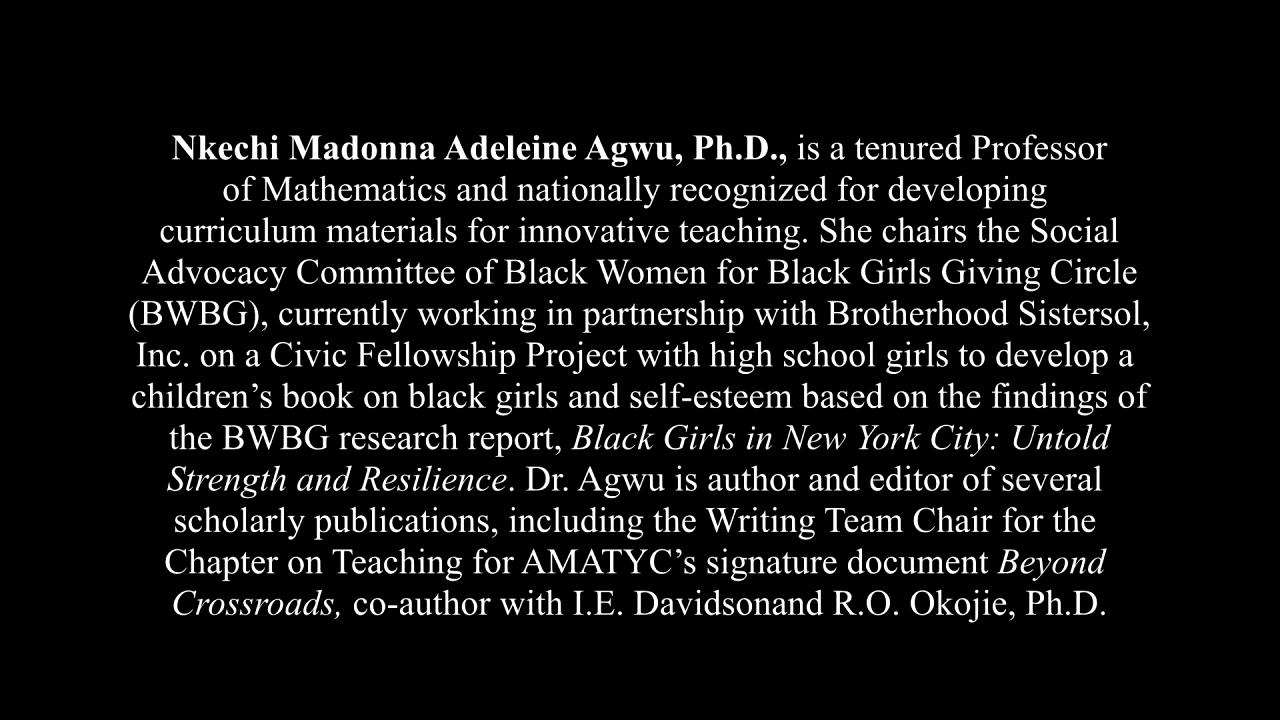 Nkechi Madonna Adeleine Agwu, Ph.D., is a tenured Professor
of Mathematics and nationally recognized for developing
curriculum materials for innovative teaching. She chairs the Social
Advocacy Committee of Black Women for Black Girls Giving Circle
(BWBG), currently working in partnership with Brotherhood Sistersol,
Inc. on a Civic Fellowship Project with high school girls to develop a
children’s book on black girls and self-esteem based on the findings of
the BWBG research report, Black Girls in New York City: Untold
Strength and Resilience. Dr. Agwu is author and editor of several
scholarly publications, including the Writing Team Chair for the
Chapter on Teaching for AMATYC’s signature document Beyond
Crossroads, co-author with I.E. Davidsonand R.O. Okojie, Ph.D.